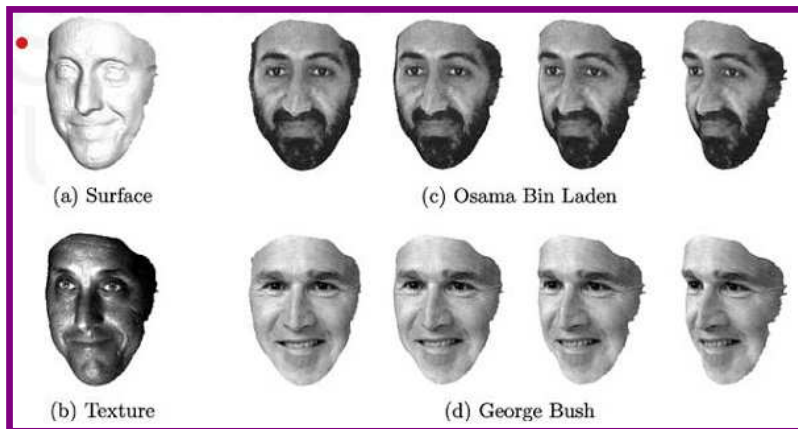 (a) Surface
(c) Osama Bin Laden
(b) Texture
(d) George Bush